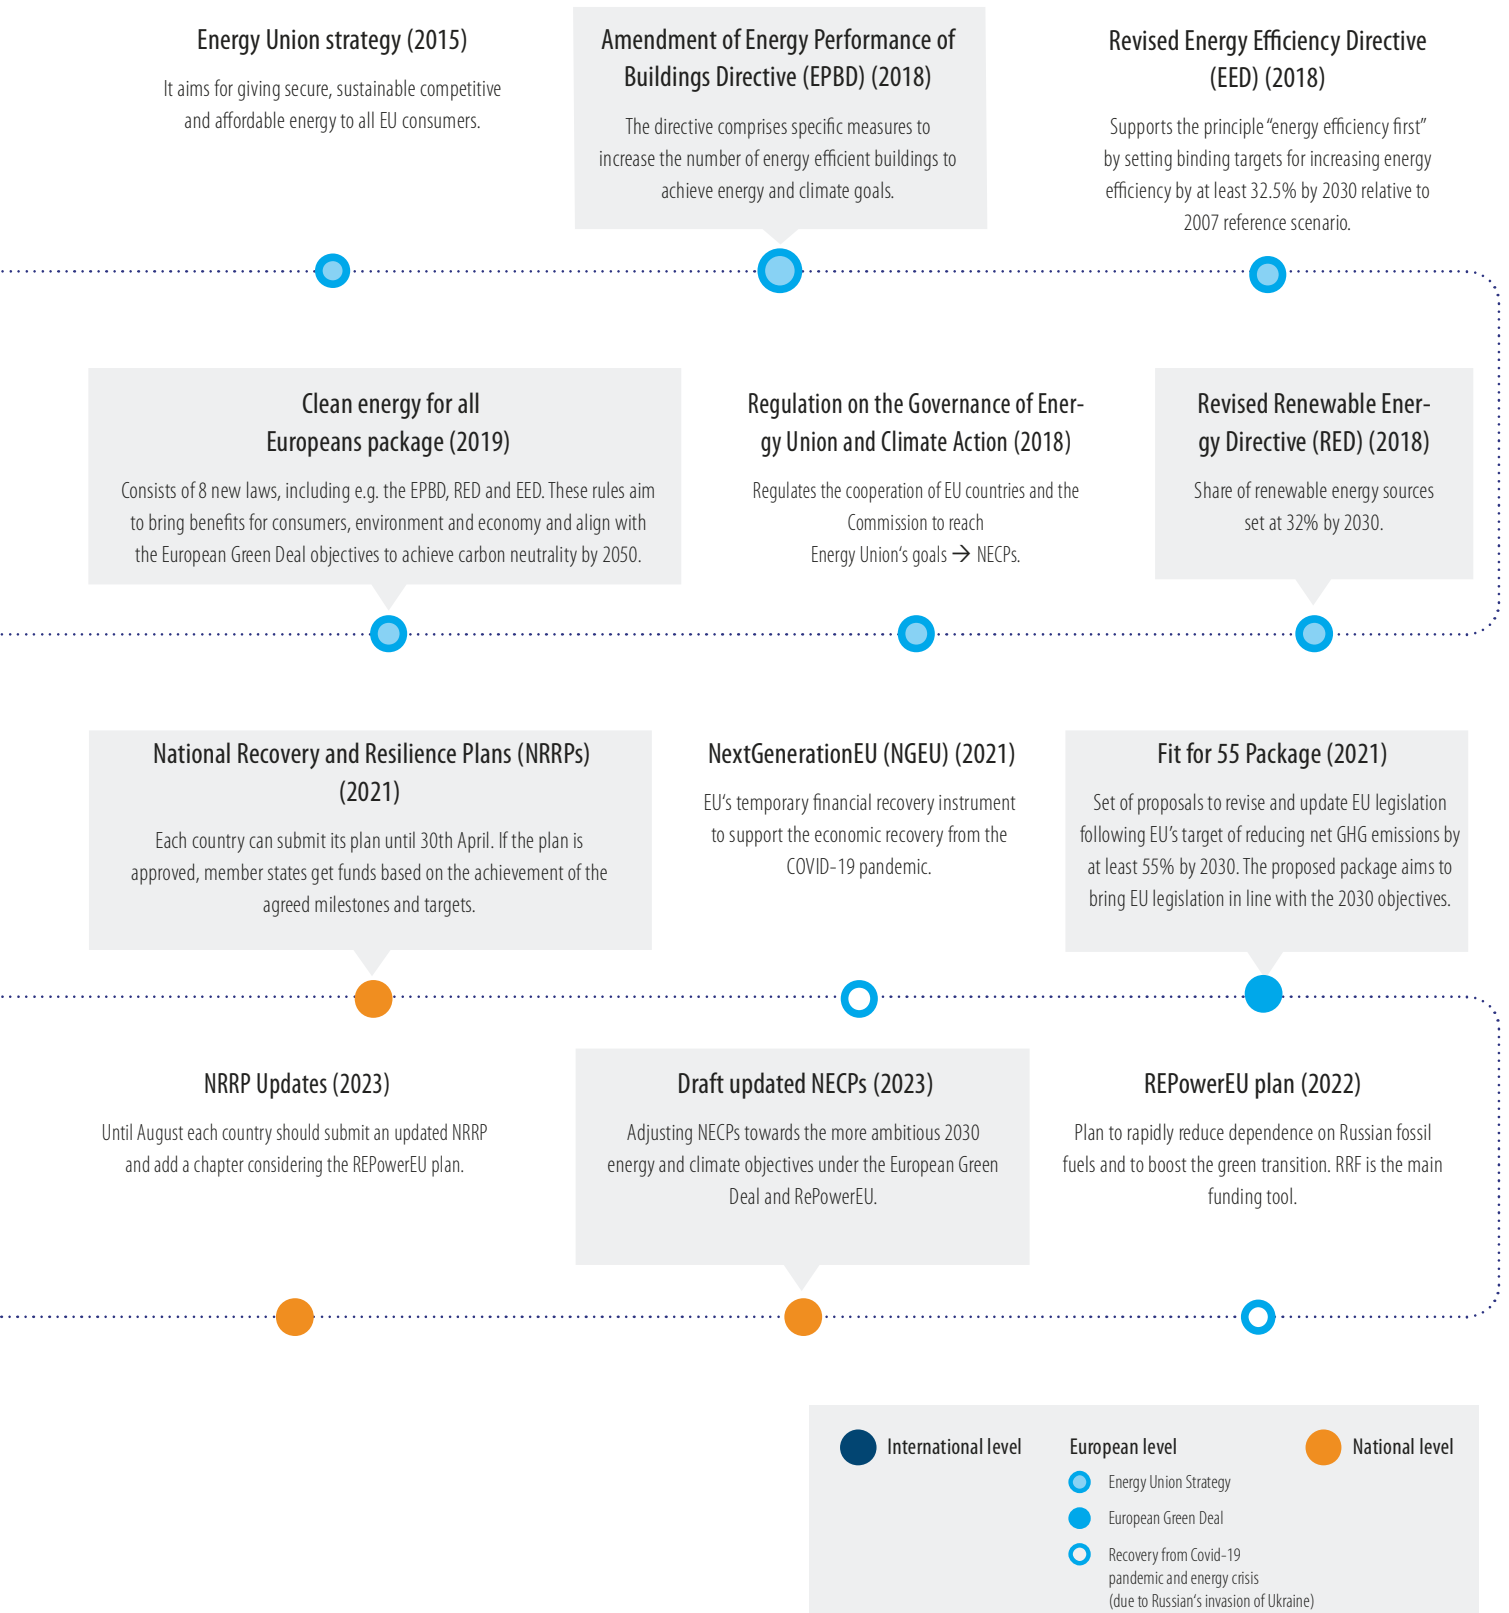 Energy Union strategy (2015)
It aims for giving secure, sustainable competitive
and affordable energy to all EU consumers.
Amendment of Energy Performance of
Buildings Directive (EPBD) (2018)
The directive comprises specific measures to
increase the number of energy efficient buildings to
achieve energy and climate goals.
Revised Energy Efficiency Directive
(EED) (2018)
Supports the principle “energy efficiency first”
by setting binding targets for increasing energy
efficiency by at least 32.5% by 2030 relative to
2007 reference scenario.
Clean energy for all
Europeans package (2019)
Consists of 8 new laws, including e.g. the EPBD, RED and EED. These rules aim
to bring benefits for consumers, environment and economy and align with
the European Green Deal objectives to achieve carbon neutrality by 2050.
Regulation on the Governance of Ener-
gy Union and Climate Action (2018)
Regulates the cooperation of EU countries and the
Commission to reach
Energy Union‘s goals → NECPs.
Revised Renewable Ener-
gy Directive (RED) (2018)
Share of renewable energy sources
set at 32% by 2030.
National Recovery and Resilience Plans (NRRPs)
(2021)
Each country can submit its plan until 30th April. If the plan is
approved, member states get funds based on the achievement of the
agreed milestones and targets.
NextGenerationEU (NGEU) (2021)
EU‘s temporary financial recovery instrument
to support the economic recovery from the
COVID-19 pandemic.
Fit for 55 Package (2021)
Set of proposals to revise and update EU legislation
following EU’s target of reducing net GHG emissions by
at least 55% by 2030. The proposed package aims to
bring EU legislation in line with the 2030 objectives.
NRRP Updates (2023)
Until August each country should submit an updated NRRP
and add a chapter considering the REPowerEU plan.
Draft updated NECPs (2023)
Adjusting NECPs towards the more ambitious 2030
energy and climate objectives under the European Green
Deal and RePowerEU.
REPowerEU plan (2022)
Plan to rapidly reduce dependence on Russian fossil
fuels and to boost the green transition. RRF is the main
funding tool.
International level
European level
Energy Union Strategy
European Green Deal
Recovery from Covid-19
pandemic and energy crisis
(due to Russian‘s invasion of Ukraine)
National level